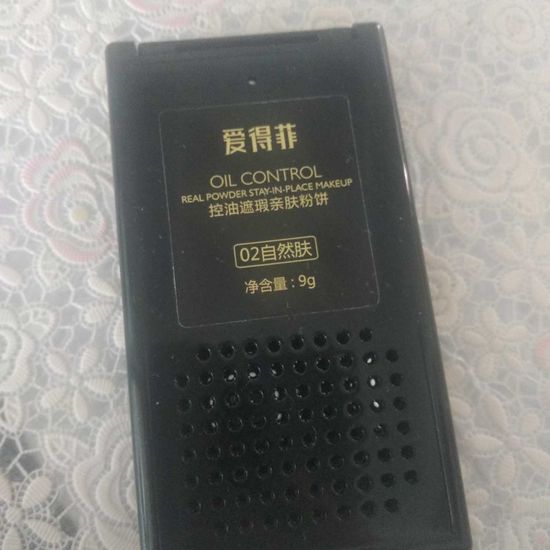 爱得菲
OIL CONTROL
REAL POWDER STAY-IN-PLACE MAKEUP
控油遮瑕亲肤粉饼
02自然肤
净含量：9g